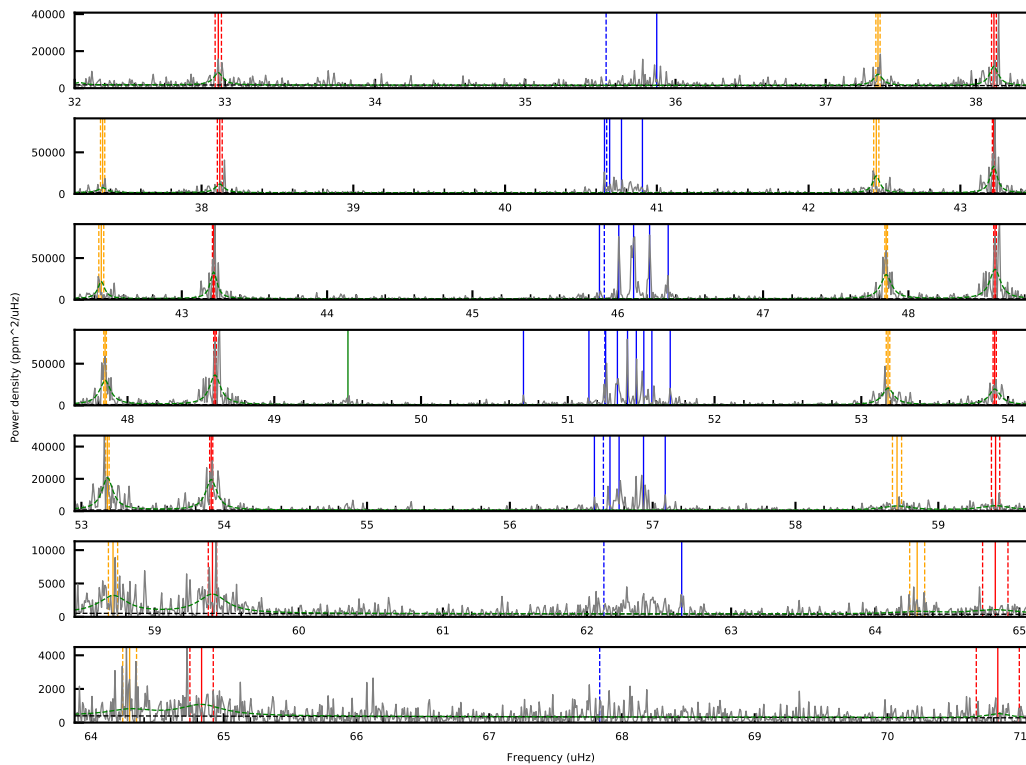 40000
20000
0
32 33 34 35 36 37 38
50000
0
38 39 40 41 42 43
50000
0
43 44 45 46 47 48
Power density (ppm^2/uHz)
50000
0
48 49 50 51 52 53 54
40000
20000
0
53 54 55 56 57 58 59
10000
5000
0
59 60 61 62 63 64 65
4000
2000
0
64 65 66 67 68 69 70 71
Frequency (uHz)